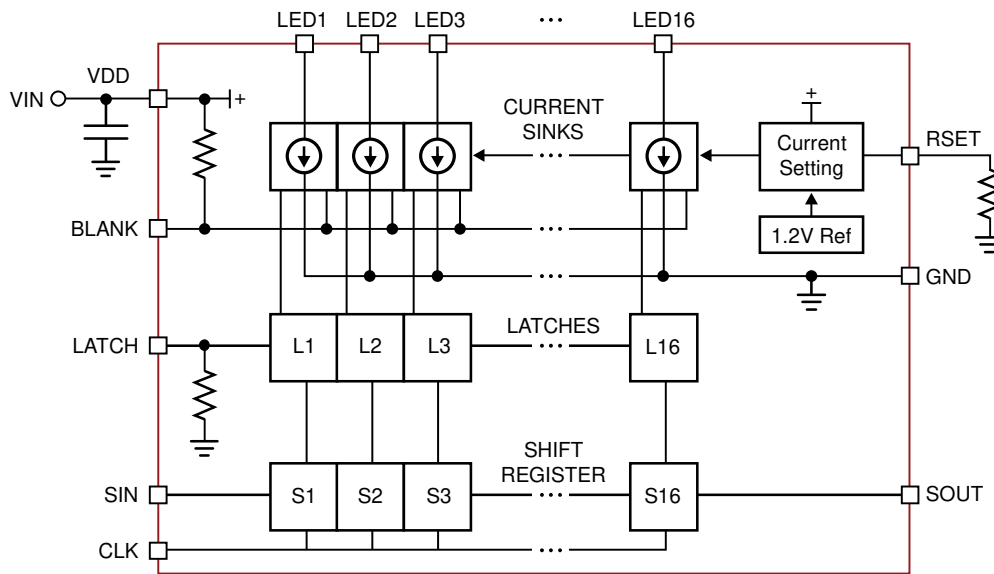 LED1 LED2 LED3 ... LED16
VDD
VIN
+
CURRENT
SINKS
...
+
Current
Setting
RSET
BLANK
...
1.2V Ref
...
GND
LATCH
L1 L2 L3
LATCHES
...
L16
SHIFT
REGISTER
SIN
S1 S2 S3
...
S16
SOUT
CLK
...